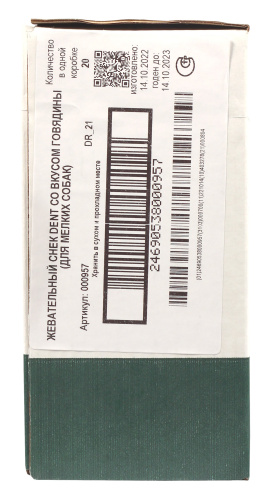 Количество
в одной
коробке
20
изготовлено:
14.10.2022
годен до:
14.10.2023
ЖЕВАТЕЛЬНЫЙ CHEK DENT СО ВКУСОМ ГОВЯДИНЫ
(ДЛЯ МЕЛКИХ СОБАК)
Артикул: 000957
DR_21
Хранить в сухом и прохладном месте
24690538000957